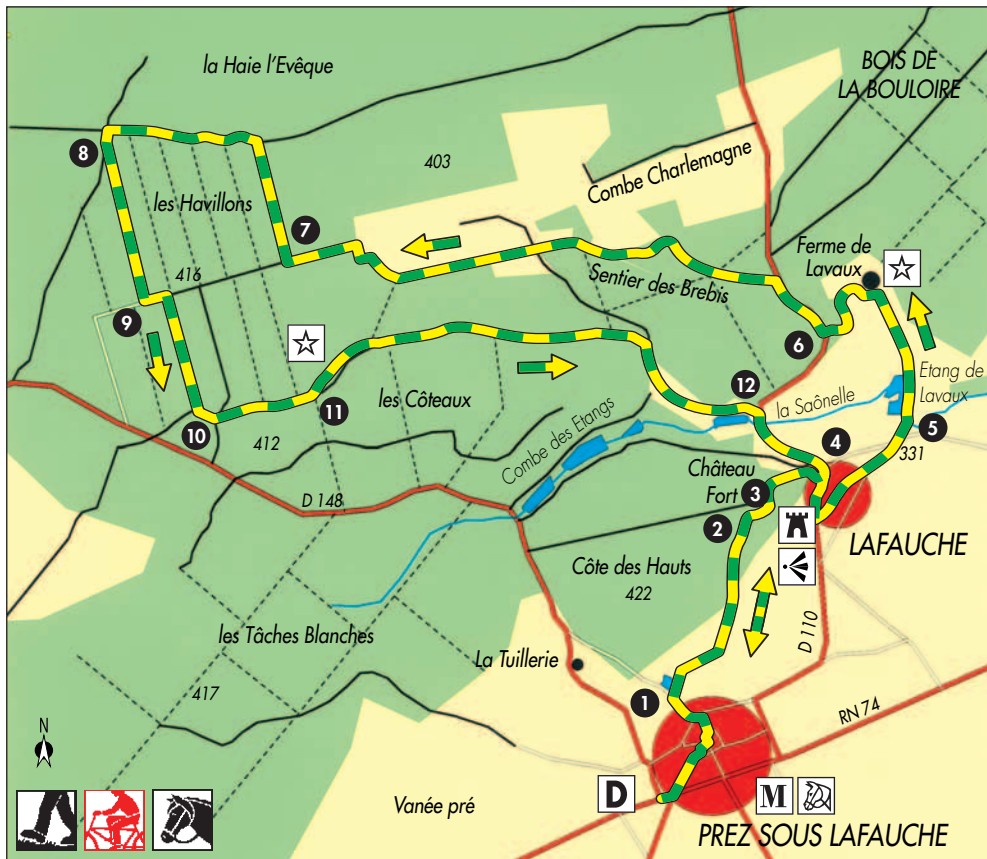 la Haie l'Evêque
BOIS DE
LA BOULOIRE
8
403
Combe Charlemagne
les Havillons
7
Ferme de
Lavaux
416
Sentier des Brebis
9
6
Etang de
Lavaux
12
la Saônelle
les Côteaux
11
10
412
5
4
331
Combe des Etangs
Château
Fort
3
D 148
2
LAFAUCHE
Côte des Hauts
422
les Tâches Blanches
D 110
La Tuillerie
417
1
RN 74
N
D
M
Vanée pré
PREZ SOUS LAFAUCHE